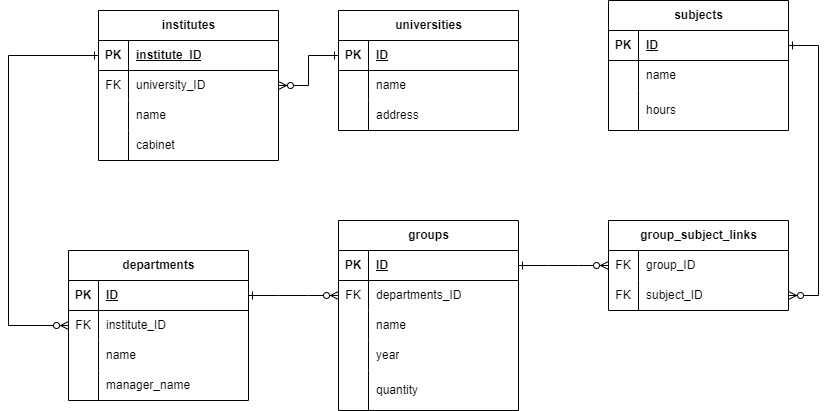 institutes
PK institute_ID
FK university_ID
name
cabinet
universities
PK ID
name
address
subjects
PK ID
name
hours
departments
PK ID
FK institute_ID
name
manager_name
groups
PK ID
FK departments_ID
name
year
quantity
group_subject_links
FK group_ID
FK subject_ID